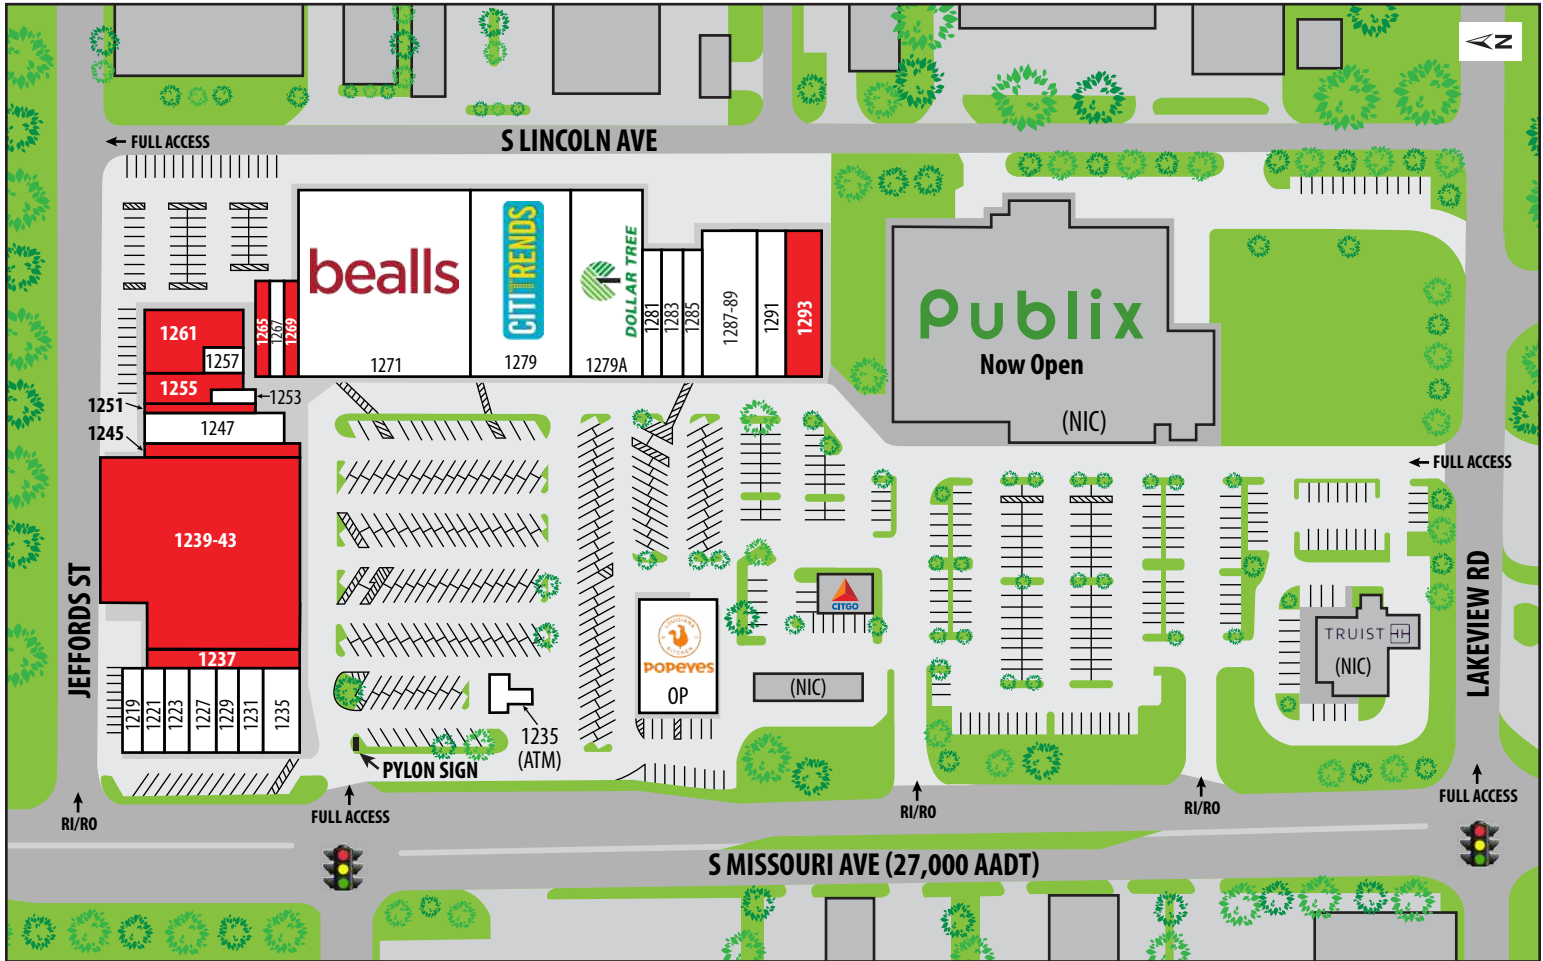 N
← FULL ACCESS
S LINCOLN AVE
bealls
1271
CITITRENDS
1279
DOLLAR TREE
1279A
1281
1283
1285
1287-89
1291
1293
Publix
Now Open
(NIC)
1265
1267
1269
1261
1257
1255
1253
1251
1247
1245
1239-43
1237
1219
1221
1223
1227
1229
1231
1235
JEFFORDS ST
← FULL ACCESS
LAKEVIEW RD
CITGO
LOUISIANA
KITCHEN
POPEYES
OP
(NIC)
TRUIST
(NIC)
1235
(ATM)
PYLON SIGN
RI/RO
FULL ACCESS
RI/RO
RI/RO
FULL ACCESS
S MISSOURI AVE (27,000 AADT)